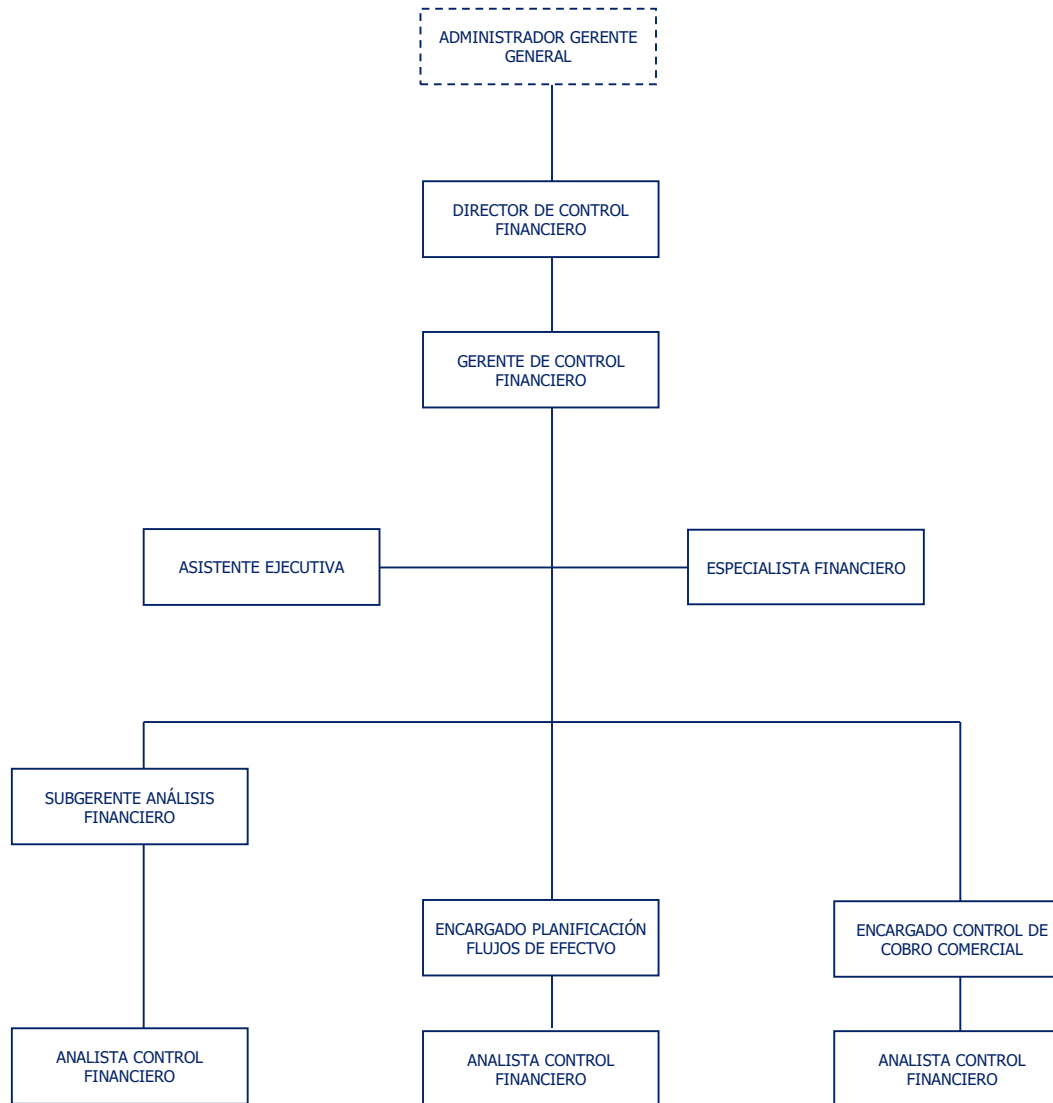 ADMINISTRADOR GERENTE
GENERAL
DIRECTOR DE CONTROL
FINANCIERO
GERENTE DE CONTROL
FINANCIERO
ASISTENTE EJECUTIVA
ESPECIALISTA FINANCIERO
SUBGERENTE ANÁLISIS
FINANCIERO
ENCARGADO PLANIFICACIÓN
FLUJOS DE EFECTVO
ENCARGADO CONTROL DE
COBRO COMERCIAL
ANALISTA CONTROL
FINANCIERO
ANALISTA CONTROL
FINANCIERO
ANALISTA CONTROL
FINANCIERO